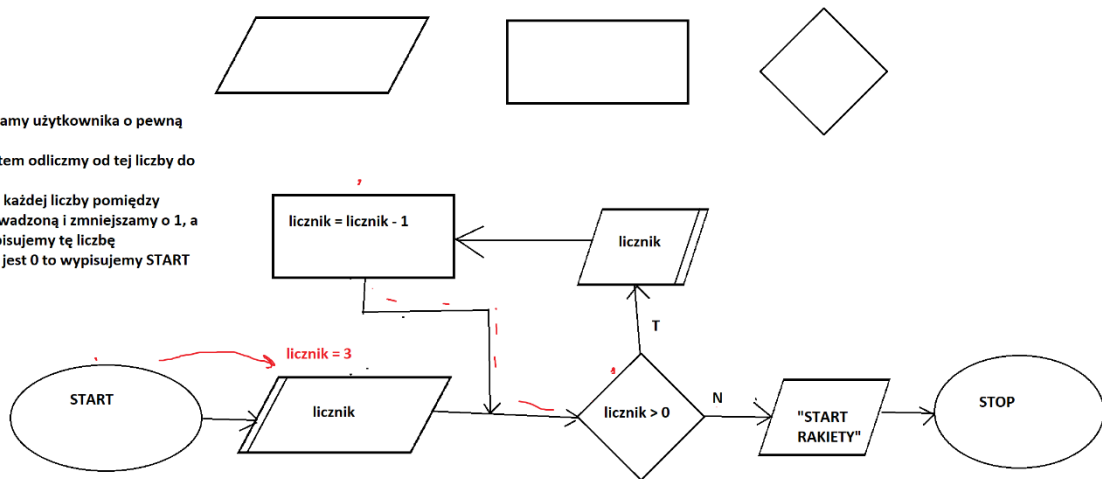 amy użytkownika o pewną
tem odliczmy od tej liczby do
każdej liczby pomiędzy
wadzoną i zmniejszamy o 1, a
pisujemy tę liczbę
jest 0 to wypisujemy START
licznik = licznik - 1
licznik
T
licznik = 3
START
licznik
licznik > 0
N
"START
RAKIETY"
STOP